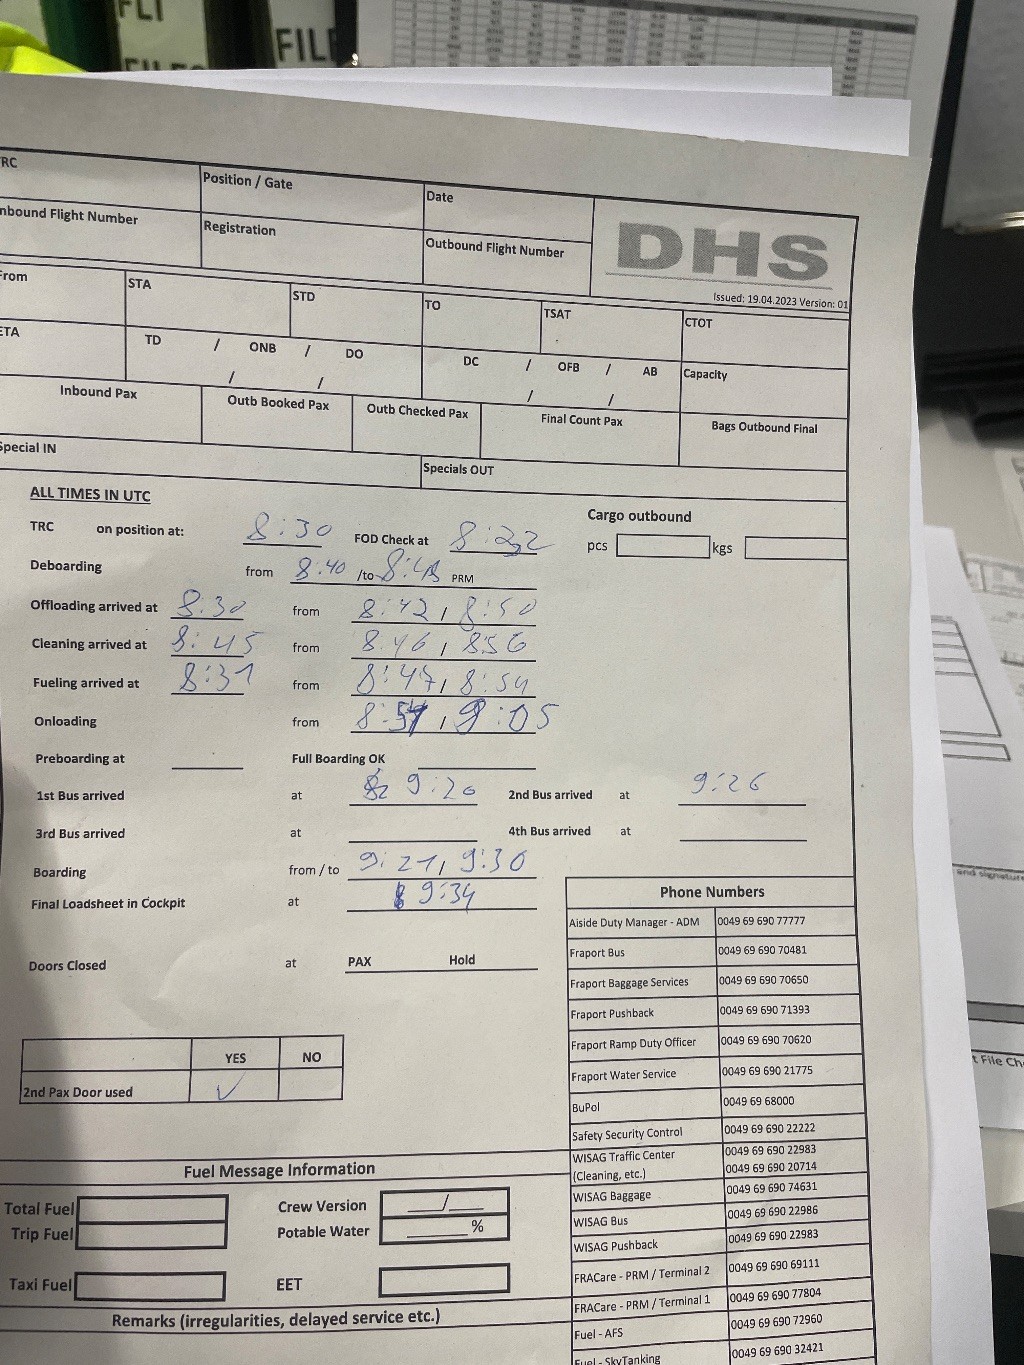 FLI
FILE
FILES
RC
Position / Gate
Date
nbound Flight Number
Registration
Outbound Flight Number
DHS
Issued: 19.04.2023 Version: 01
From
STA
STD
TO
TSAT
CTOT
ETA
TD / ONB / DO
DC / OFB / AB
Capacity
/ /
/ /
Inbound Pax
Outb Booked Pax
Outb Checked Pax
Final Count Pax
Bags Outbound Final
Special IN
Specials OUT
ALL TIMES IN UTC
TRC on position at: 8:30 FOD Check at 8:32
Cargo outbound
pcs kgs
Deboarding from 8:40 /to 8:48 PRM
Offloading arrived at 8:30 from 8:42 / 8:50
Cleaning arrived at 8:45 from 8:46 / 856
Fueling arrived at 8:31 from 8:47 / 8:54
Onloading from 8:57 / 9:05
Preboarding at Full Boarding OK
1st Bus arrived at 9:20 2nd Bus arrived at 9:26
3rd Bus arrived at 4th Bus arrived at
Boarding from / to 9:21 / 9:30
Final Loadsheet in Cockpit at 9:34
Doors Closed at PAX Hold
YES NO
2nd Pax Door used ✓
Phone Numbers
Aiside Duty Manager - ADM 0049 69 690 77777
Fraport Bus 0049 69 690 70481
Fraport Baggage Services 0049 69 690 70650
Fraport Pushback 0049 69 690 71393
Fraport Ramp Duty Officer 0049 69 690 70620
Fraport Water Service 0049 69 690 21775
BuPol 0049 69 68000
Safety Security Control 0049 69 690 22222
WISAG Traffic Center 0049 69 690 22983
(Cleaning, etc.) 0049 69 690 20714
WISAG Baggage 0049 69 690 74631
WISAG Bus 0049 69 690 22986
WISAG Pushback 0049 69 690 22983
FRACare - PRM / Terminal 2 0049 69 690 69111
FRACare - PRM / Terminal 1 0049 69 690 77804
Fuel - AFS 0049 69 690 72960
Fuel - SkyTanking 0049 69 690 32421
Fuel Message Information
Total Fuel
Crew Version /
Trip Fuel
Potable Water %
Taxi Fuel
EET
Remarks (irregularities, delayed service etc.)
and signature
t File Ch